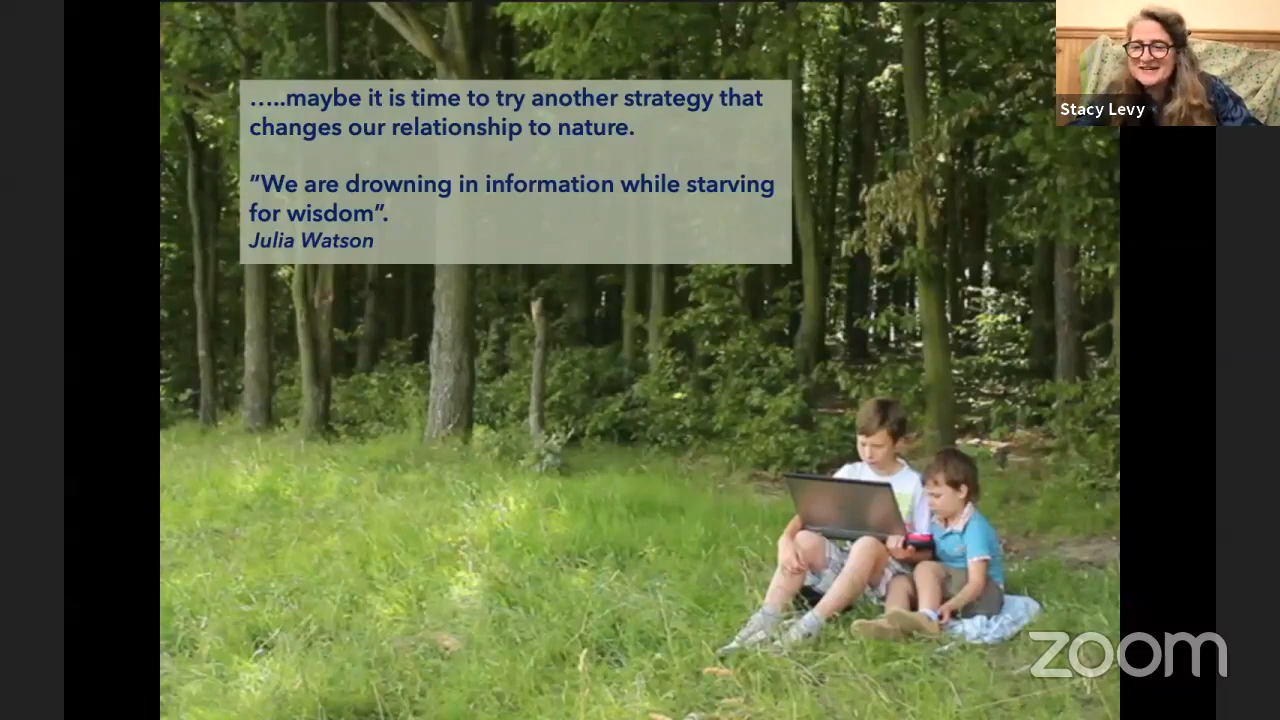 …..maybe it is time to try another strategy that
changes our relationship to nature.
"We are drowning in information while starving
for wisdom".
Julia Watson
Stacy Levy
zoom